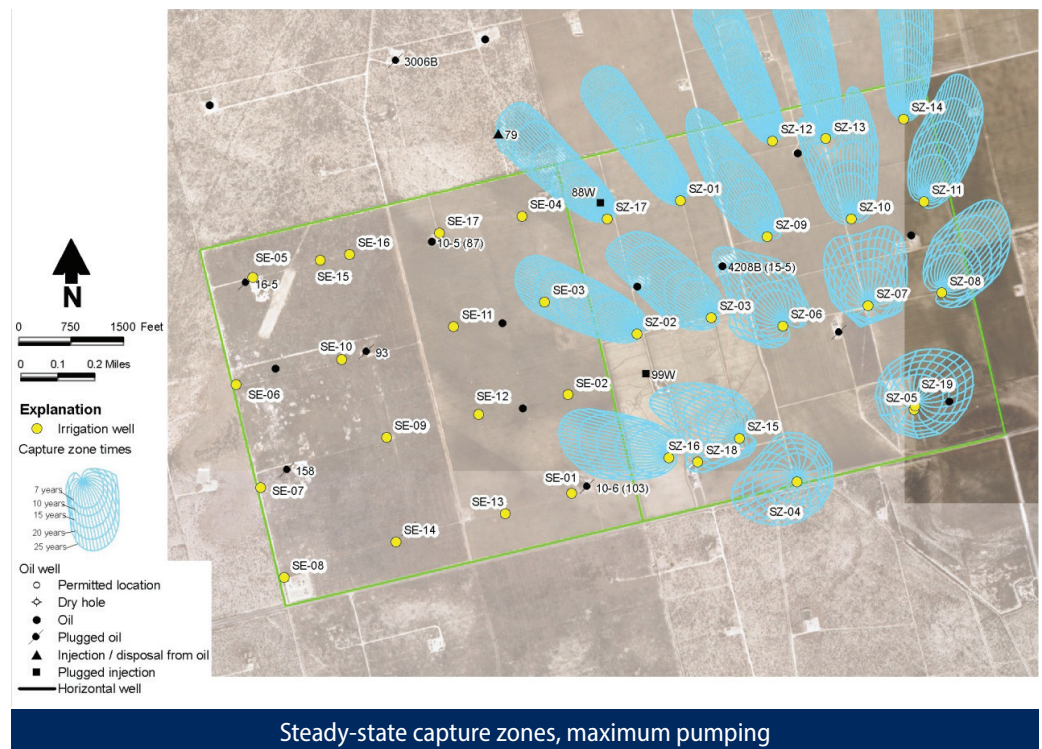 3006B
79
SZ-12
SZ-13
SZ-14
88W
SZ-01
SZ-11
SE-04
SZ-17
SZ-10
SE-17
SZ-09
10-5 (87)
SE-16
SE-05
SE-15
16-5
4208B (15-5)
SE-03
SZ-08
SZ-07
SE-11
SZ-03
SZ-06
SZ-02
N
0 750 1500 Feet
0 0.1 0.2 Miles
SE-10
93
99W
SE-06
SE-02
SE-12
SZ-19
SZ-05
Explanation
Irrigation well
Capture zone times
7 years
10 years
15 years
20 years
25 years
SE-09
SZ-15
SZ-16
SZ-18
158
SE-07
SE-01
10-6 (103)
SE-13
SZ-04
SE-14
SE-08
Oil well
Permitted location
Dry hole
Oil
Plugged oil
Injection / disposal from oil
Plugged injection
Horizontal well
Steady-state capture zones, maximum pumping